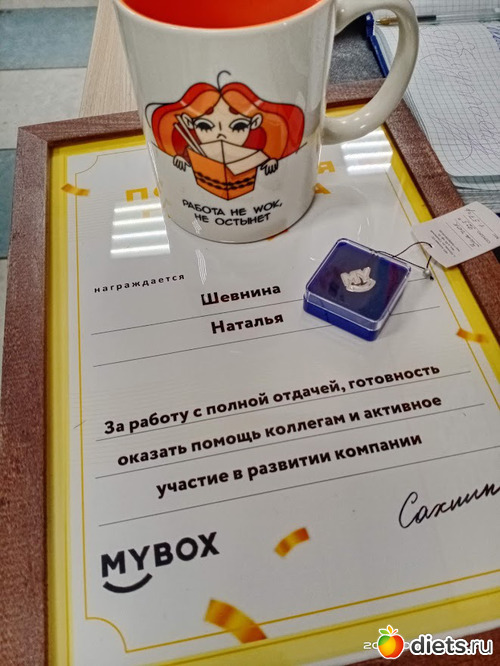 РАБОТА НЕ WOK,
НЕ ОСТЫНЕТ
награждается
Шевнина
Наталья
За работу с полной отдачей, готовность
оказать помощь коллегам и активное
участие в развитии компании
MY
MYBOX
diets.ru